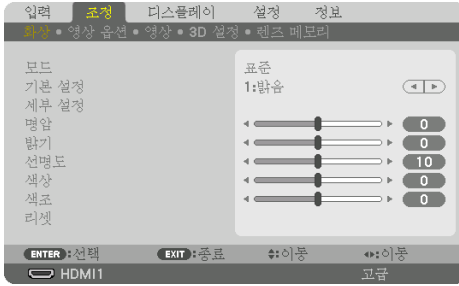 입력 조정 디스플레이 설정 정보
화상 • 영상 옵션 • 영상 • 3D 설정 • 렌즈 메모리
모드 표준
기본 설정 1:밝음
세부 설정
명암 0
밝기 0
선명도 10
색상 0
색조 0
리셋
ENTER :선택 EXIT :종료 :이동 :이동
HDMI1 고급